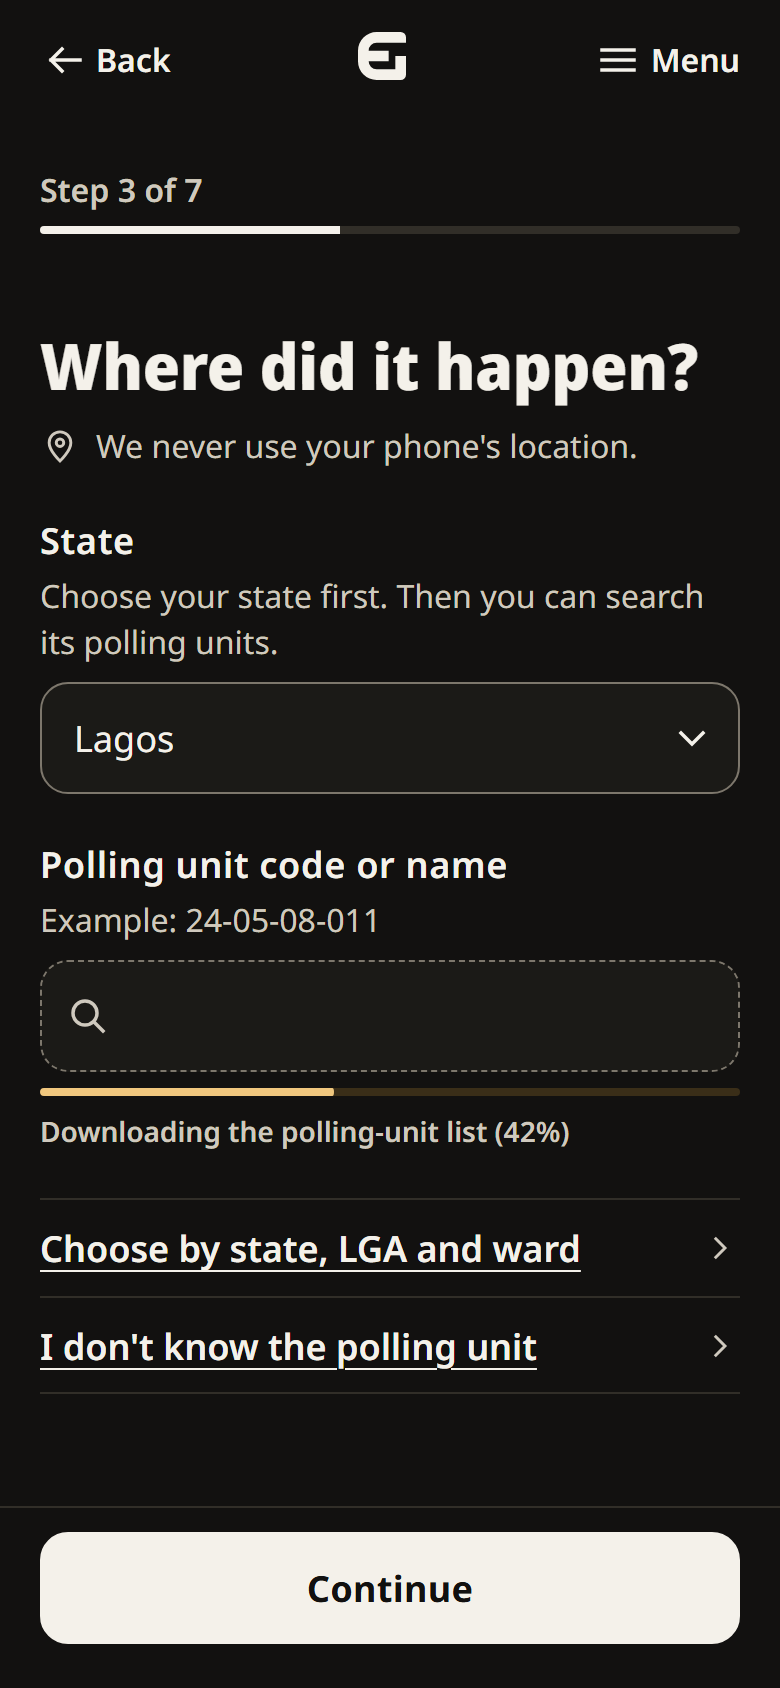 Back
Menu
Step 3 of 7
Where did it happen?
We never use your phone's location.
State
Choose your state first. Then you can search
its polling units.
Lagos
Polling unit code or name
Example: 24-05-08-011
Downloading the polling-unit list (42%)
Choose by state, LGA and ward
I don't know the polling unit
Continue